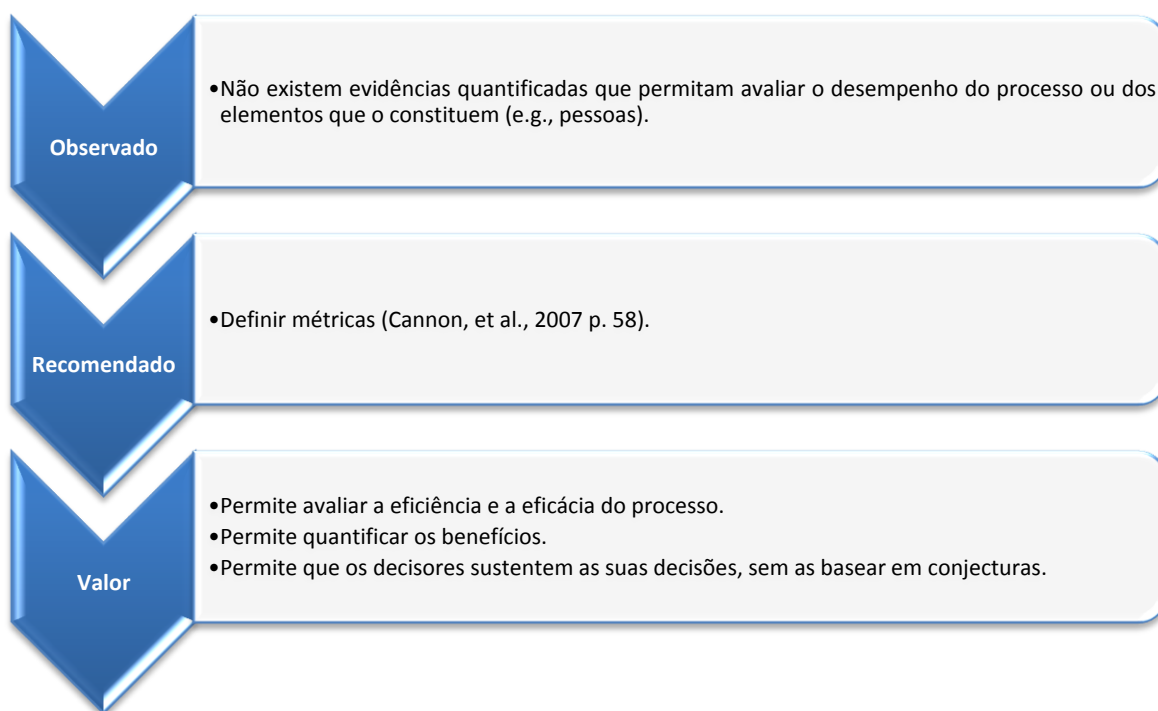 •Não existem evidências quantificadas que permitam avaliar o desempenho do processo ou dos
elementos que o constituem (e.g., pessoas).
Observado
•Definir métricas (Cannon, et al., 2007 p. 58).
Recomendado
•Permite avaliar a eficiência e a eficácia do processo.
•Permite quantificar os benefícios.
•Permite que os decisores sustentem as suas decisões, sem as basear em conjecturas.
Valor